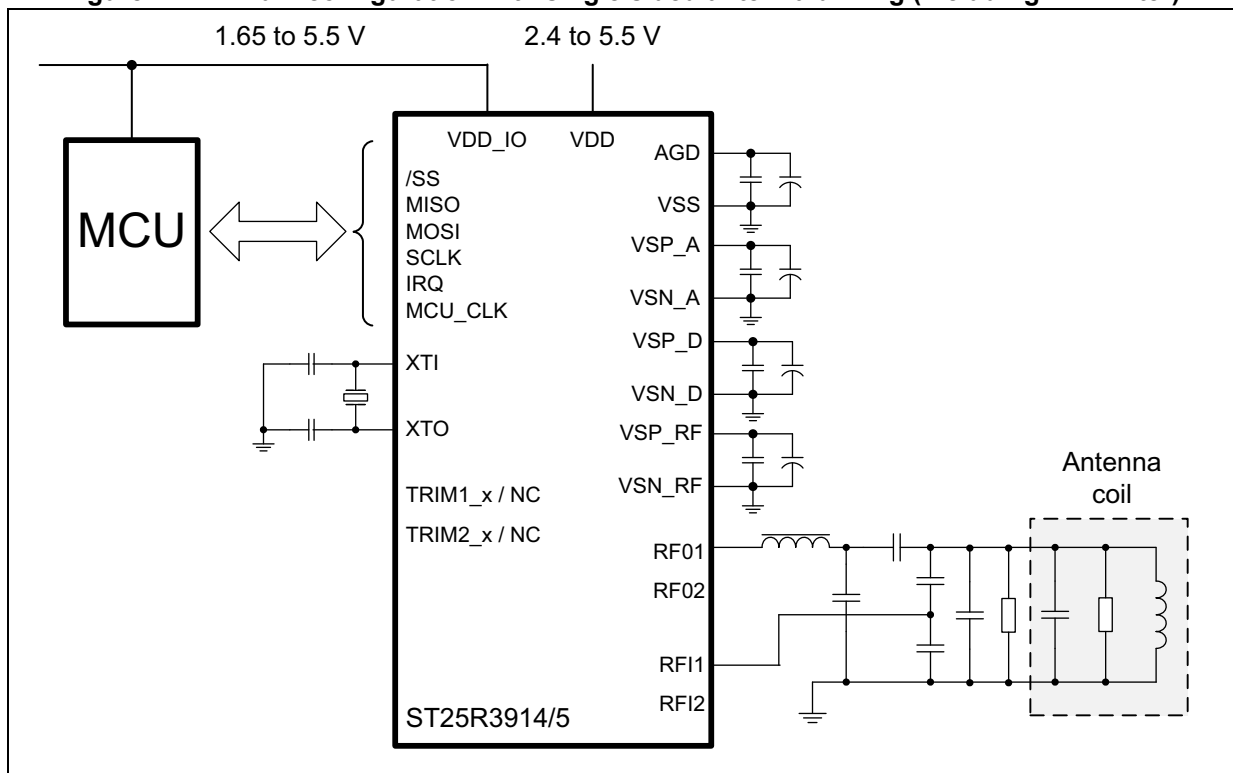 1.65 to 5.5 V
2.4 to 5.5 V
MCU
VDD_IO
VDD
/SS
MISO
MOSI
SCLK
IRQ
MCU_CLK
XTI
XTO
TRIM1_x / NC
TRIM2_x / NC
AGD
VSS
VSP_A
VSN_A
VSP_D
VSN_D
VSP_RF
VSN_RF
RF01
RF02
RFI1
RFI2
ST25R3914/5
Antenna
coil